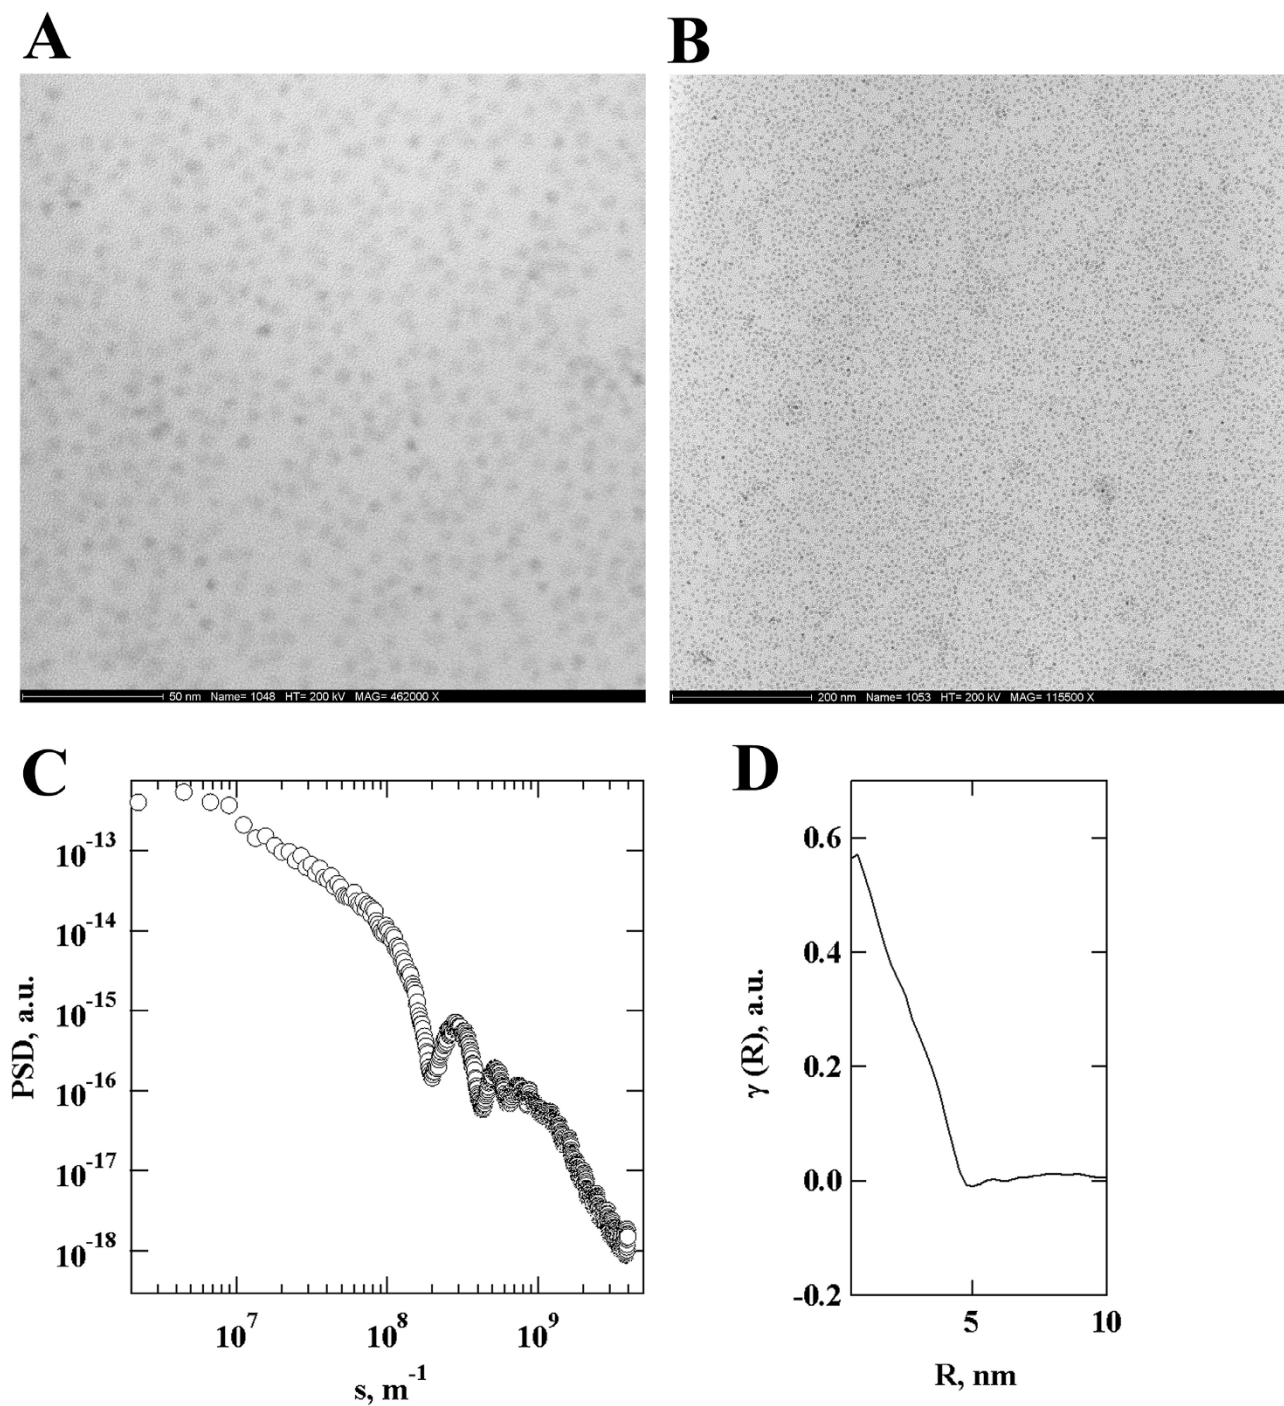 A
B
50 nm Name= 1048 HT= 200 kV MAG= 462000 X
200 nm Name= 1053 HT= 200 kV MAG= 115500 X
C
PSD, a.u.
10^-13
10^-14
10^-15
10^-16
10^-17
10^-18
10^7 10^8 10^9
s, m^-1
D
γ (R), a.u.
0.6
0.4
0.2
0.0
-0.2
5 10
R, nm